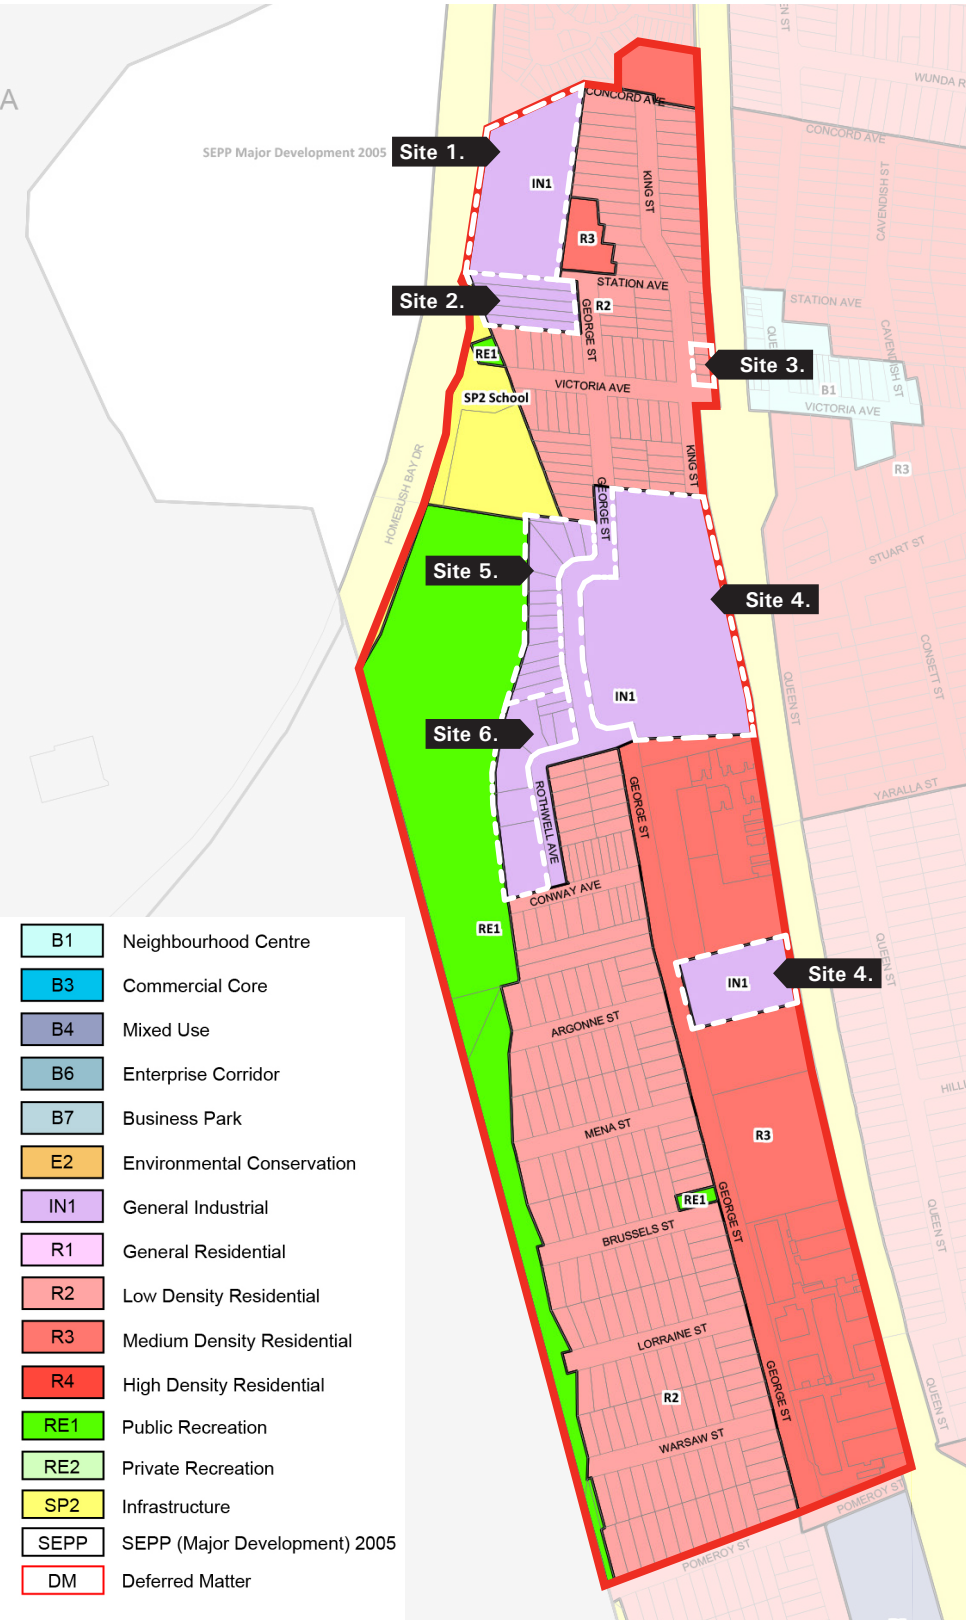 EN ST
WUNDA R
A
CONCORD AVE
CONCORD AVE
SEPP Major Development 2005
Site 1.
IN1
KING ST
CAVENDISH ST
R3
STATION AVE
Site 2.
R2
STATION AVE
GEORGE ST
QUE
CAVENDISH ST
RE1
Site 3.
VICTORIA AVE
B1
SP2 School
VICTORIA AVE
HOMEBUSH BAY DR
KING ST
R3
GEORGE ST
STUART ST
Site 5.
Site 4.
CONSETT ST
QUEEN ST
IN1
Site 6.
YARALLA ST
GEORGE ST
ROTHWELL AVE
CONWAY AVE
RE1
QUEEN ST
Site 4.
IN1
ARGONNE ST
HILL
MENA ST
R3
RE1
GEORGE ST
BRUSSELS ST
QUEEN ST
LORRAINE ST
GEORGE ST
R2
QUEEN ST
WARSAW ST
POMEROY ST
POMEROY ST
B1 Neighbourhood Centre
B3 Commercial Core
B4 Mixed Use
B6 Enterprise Corridor
B7 Business Park
E2 Environmental Conservation
IN1 General Industrial
R1 General Residential
R2 Low Density Residential
R3 Medium Density Residential
R4 High Density Residential
RE1 Public Recreation
RE2 Private Recreation
SP2 Infrastructure
SEPP SEPP (Major Development) 2005
DM Deferred Matter